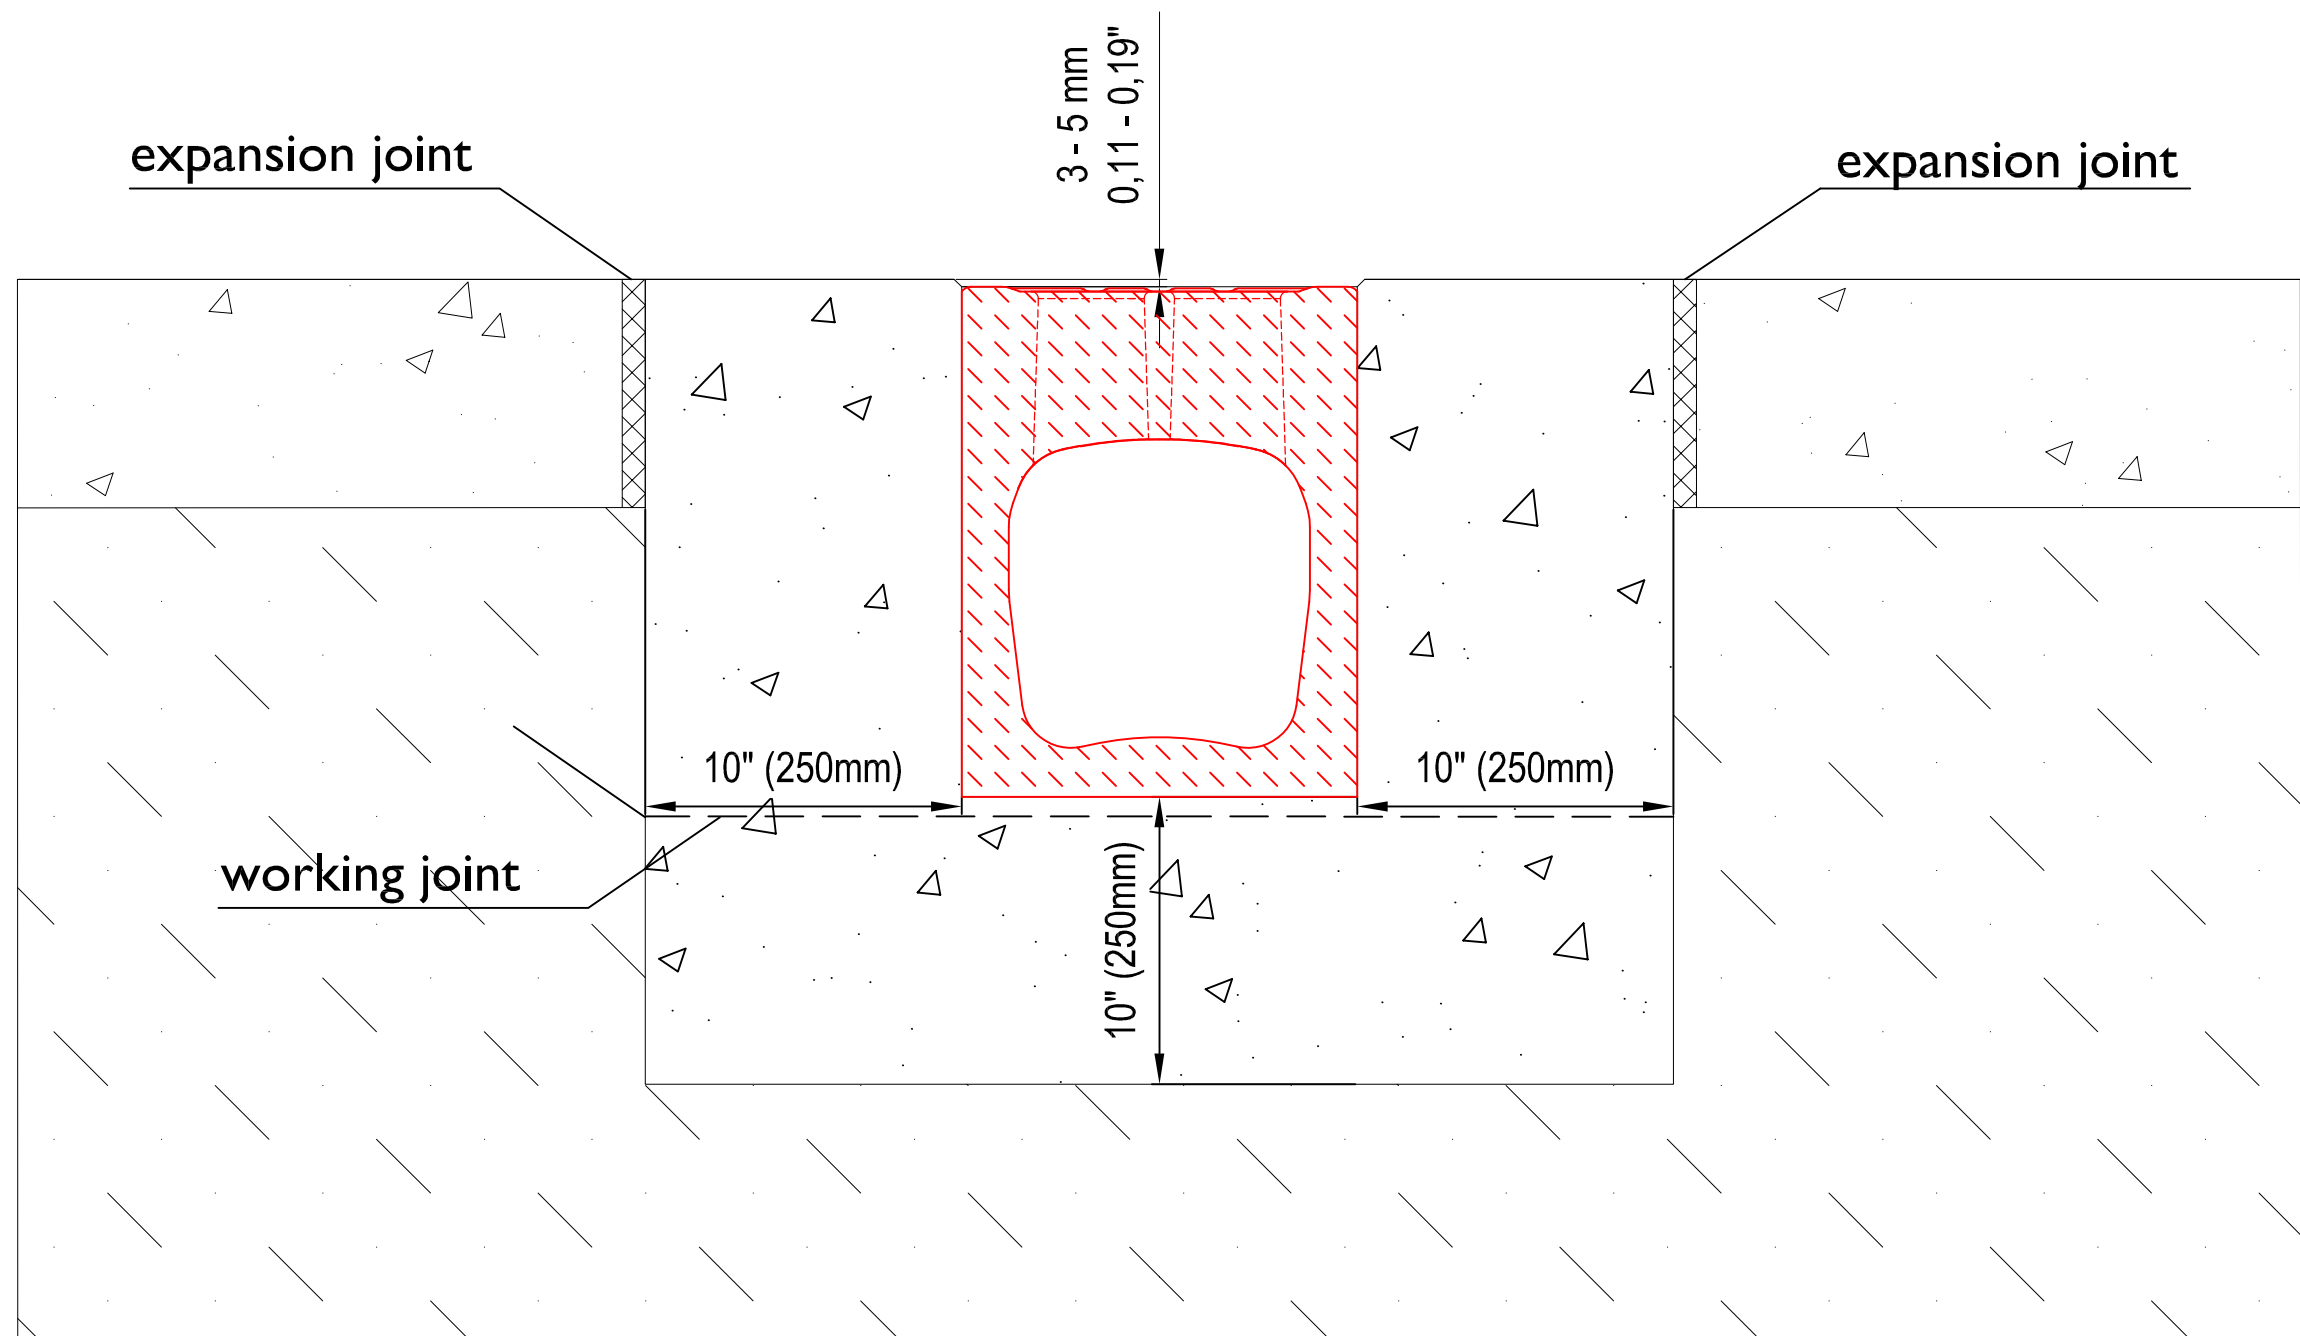 3 - 5 mm
0,11 - 0,19"
expansion joint
expansion joint
10" (250mm)
10" (250mm)
working joint
10" (250mm)